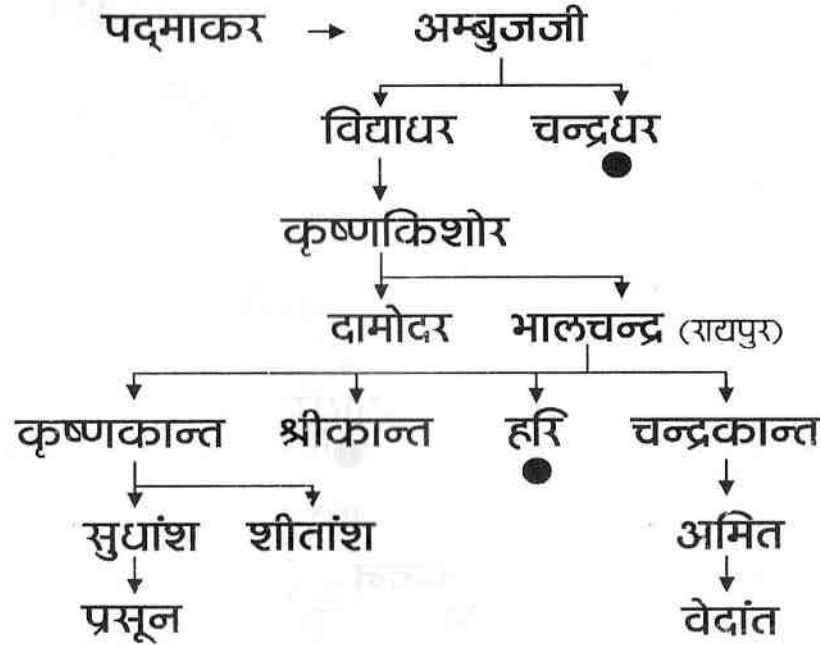 पद्माकर → अम्बुजजी
विद्याधर चन्द्रधर
कृष्णकिशोर
दामोदर भालचन्द्र (रायपुर)
कृष्णकान्त श्रीकान्त हरि चन्द्रकान्त
सुधांश शीतांश अमित
प्रसून वेदांत